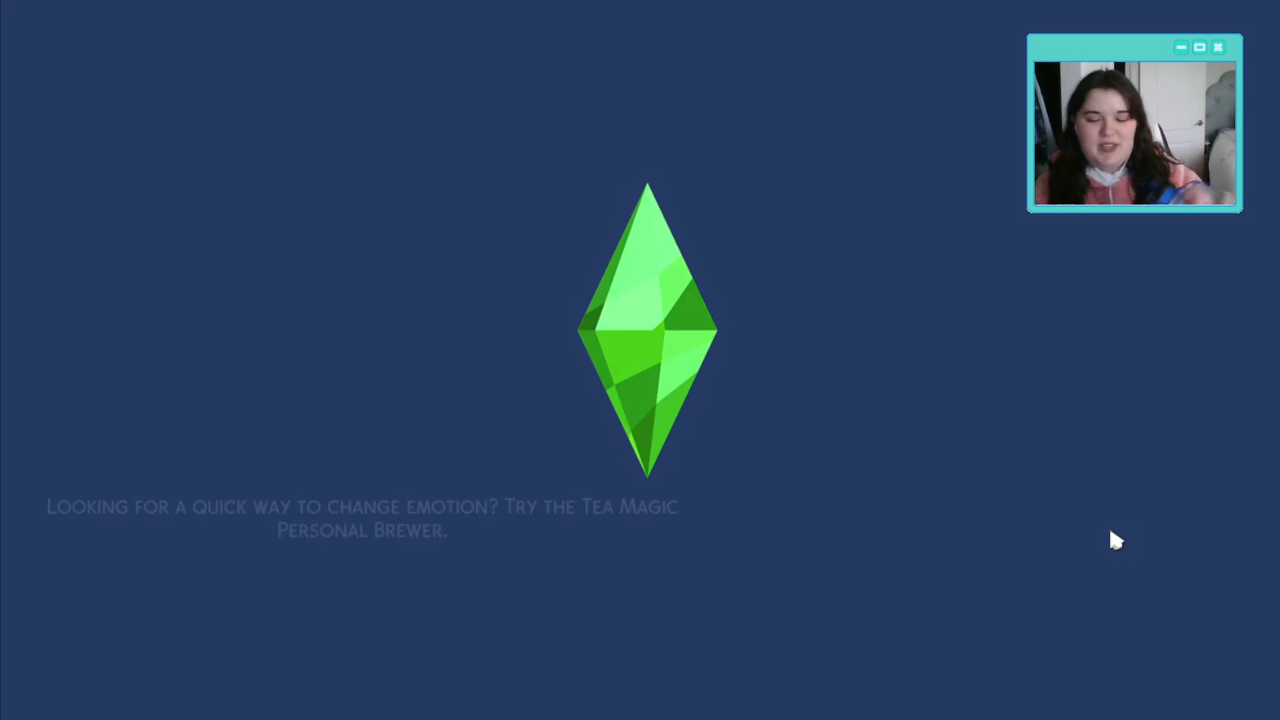 Looking for a quick way to change emotion? Try the Tea Magic
Personal Brewer.